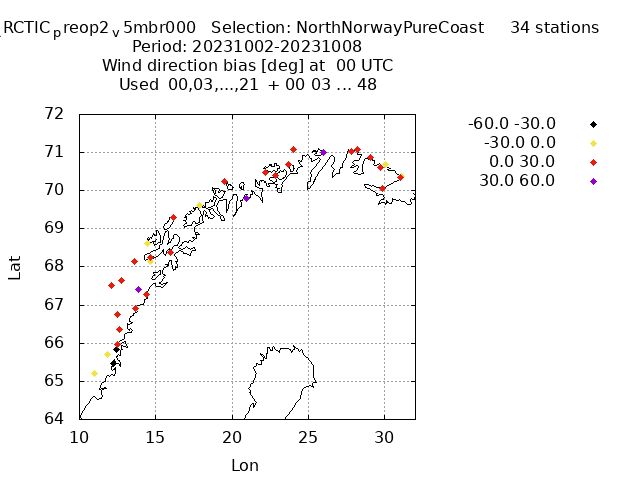 RCTIC p reop2 v 5mbr000 Selection: NorthNorwayPureCoast 34 stations
Period: 20231002-20231008
Wind direction bias [deg] at 00 UTC
Used 00,03,...,21 + 00 03 ... 48
72
71
70
69
68
67
66
65
64
10 15 20 25 30
Lat
Lon
-60.0 -30.0
-30.0 0.0
0.0 30.0
30.0 60.0